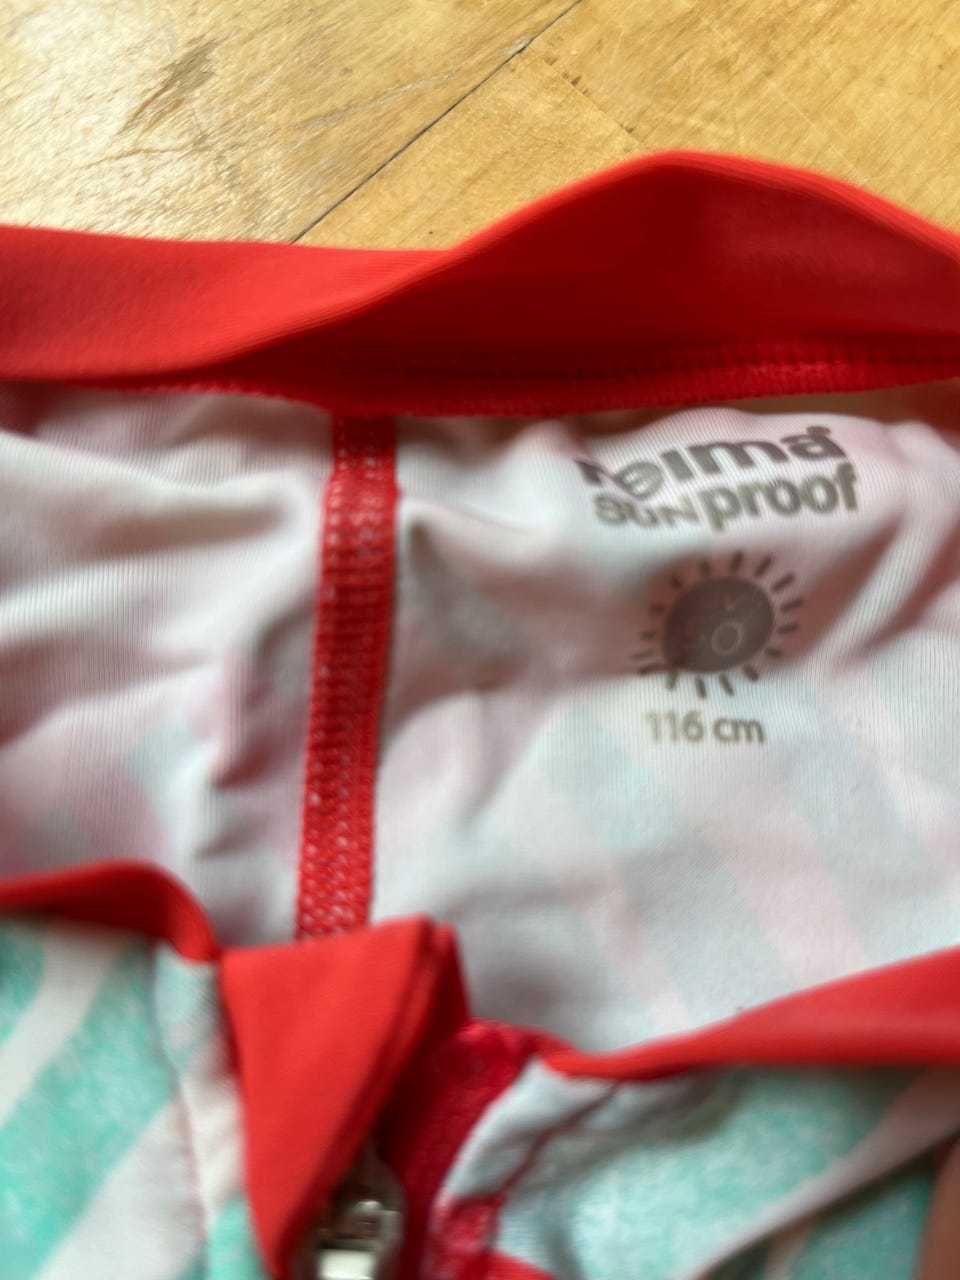 reima®
SUNproof
116 cm